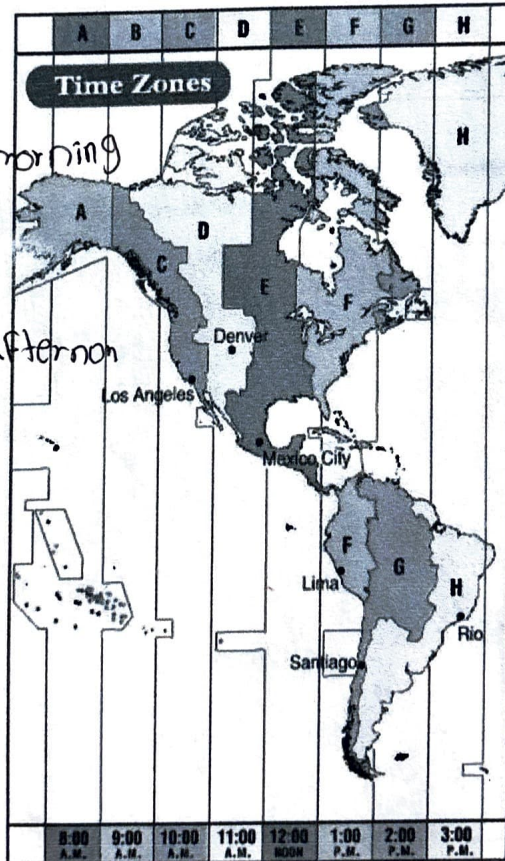 A B C D E F G H
Time Zones
H
morning
A
D
C
E
F
afternon
Denver
Los Angeles
Mexico City
F
G
H
Lima
Rio
Santiago
8:00 9:00 10:00 11:00 12:00 1:00 2:00 3:00
A.M. A.M. A.M. A.M. NOON P.M. P.M. P.M.